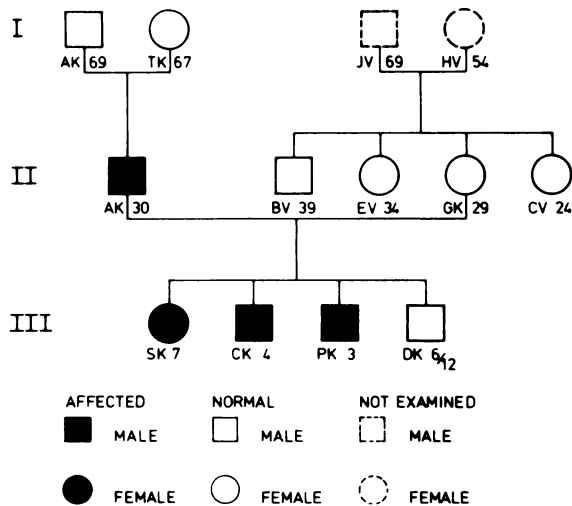 I
AK 69 TK 67 JV 69 HV 54
II
AK 30 BV 39 EV 34 GK 29 CV 24
III
SK 7 CK 4 PK 3 DK 6/12
AFFECTED NORMAL NOT EXAMINED
MALE MALE MALE
FEMALE FEMALE FEMALE